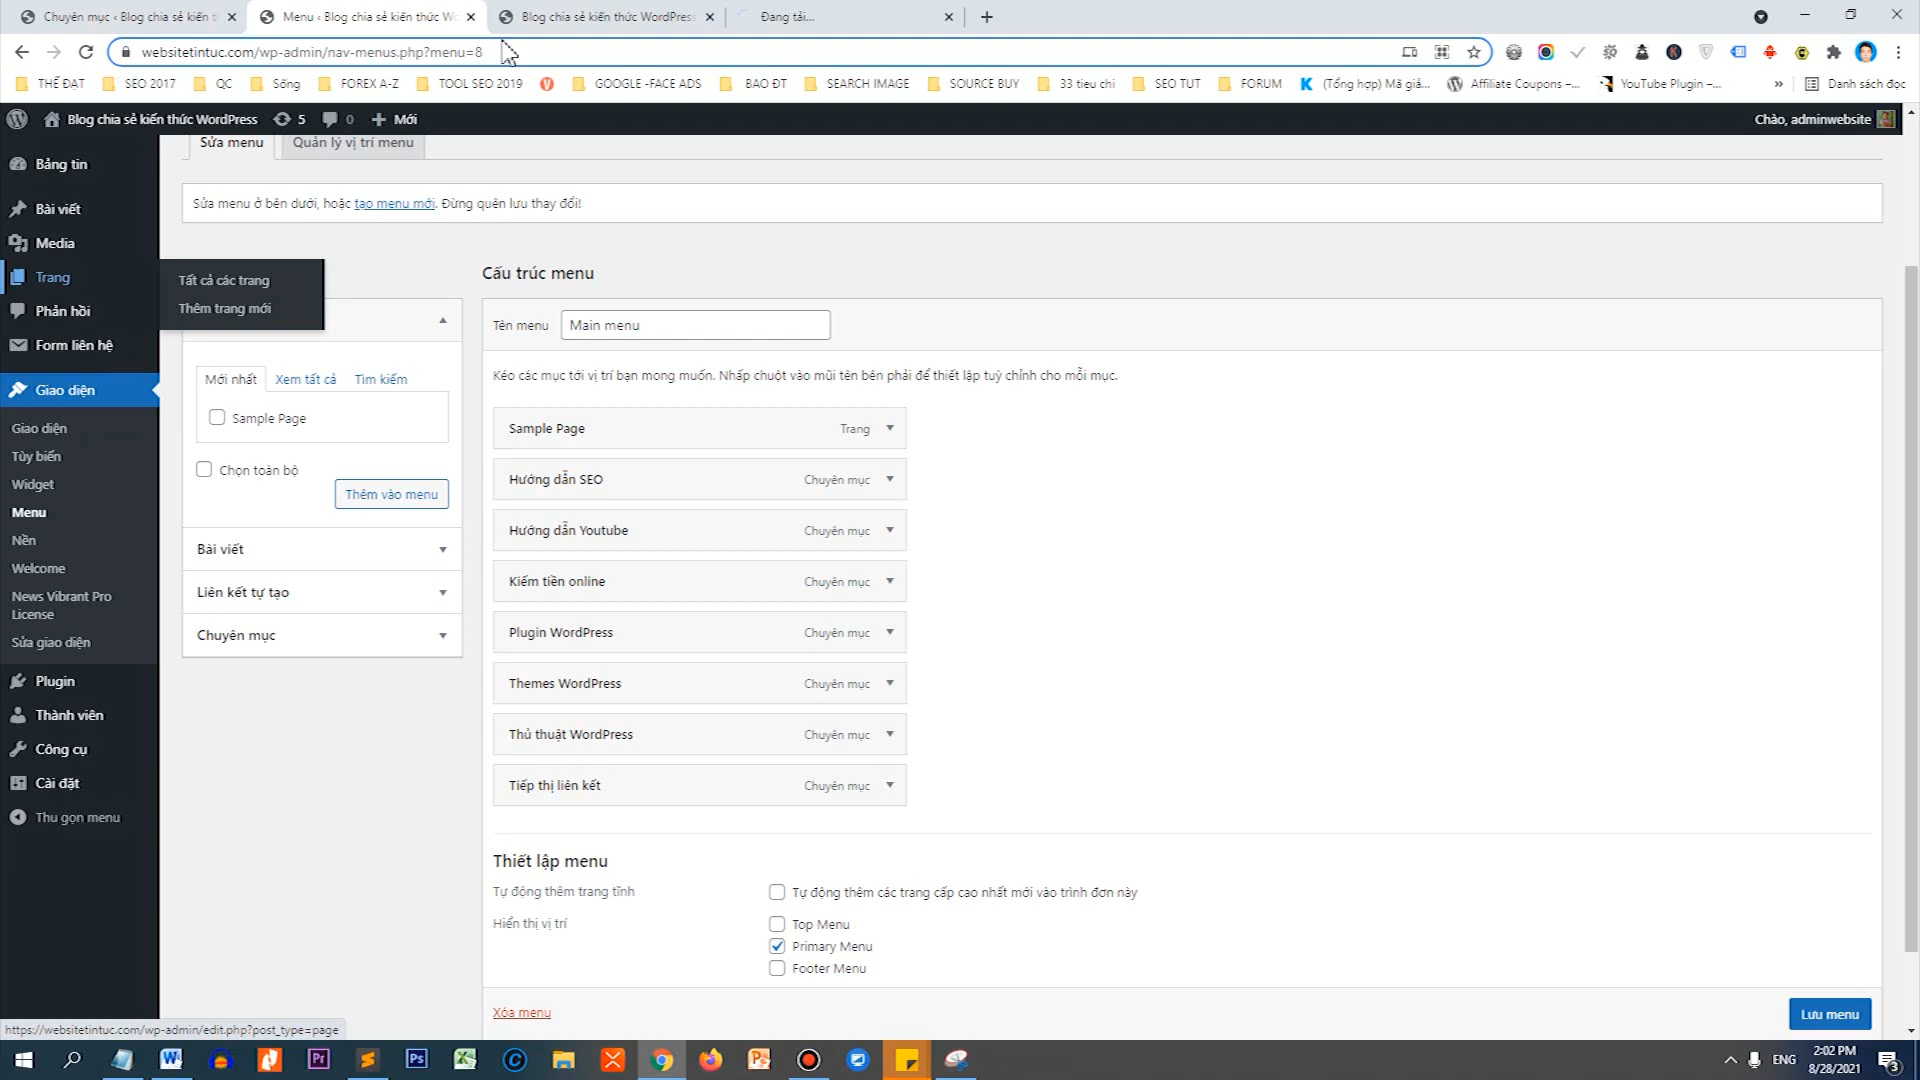 Chuyên mục ‹ Blog chia sẻ kiến t
Menu ‹ Blog chia sẻ kiến thức Wo
Blog chia sẻ kiến thức WordPress
Đang tải...
websitetintuc.com/wp-admin/nav-menus.php?menu=8
THẺ ĐẠT
SEO 2017
QC
Sống
FOREX A-Z
TOOL SEO 2019
GOOGLE -FACE ADS
BAO ĐT
SEARCH IMAGE
SOURCE BUY
33 tieu chi
SEO TUT
FORUM
(Tổng hợp) Mã giả...
Affiliate Coupons –...
YouTube Plugin –...
»
Danh sách đọc
Blog chia sẻ kiến thức WordPress
5
0
Mới
Chào, adminwebsite
Bảng tin
Bài viết
Media
Trang
Phản hồi
Form liên hệ
Giao diện
Giao diện
Tùy biến
Widget
Menu
Nền
Welcome
News Vibrant Pro
License
Sửa giao diện
Plugin
Thành viên
Công cụ
Cài đặt
Thu gọn menu
Tất cả các trang
Thêm trang mới
Sửa menu
Quản lý vị trí menu
Sửa menu ở bên dưới, hoặc tạo menu mới. Đừng quên lưu thay đổi!
Mới nhất
Xem tất cả
Tìm kiếm
Sample Page
Chọn toàn bộ
Thêm vào menu
Bài viết
Liên kết tự tạo
Chuyên mục
Cấu trúc menu
Tên menu
Main menu
Kéo các mục tới vị trí bạn mong muốn. Nhấp chuột vào mũi tên bên phải để thiết lập tuỳ chỉnh cho mỗi mục.
Sample Page Trang
Hướng dẫn SEO Chuyên mục
Hướng dẫn Youtube Chuyên mục
Kiếm tiền online Chuyên mục
Plugin WordPress Chuyên mục
Themes WordPress Chuyên mục
Thủ thuật WordPress Chuyên mục
Tiếp thị liên kết Chuyên mục
Thiết lập menu
Tự động thêm trang tĩnh
Tự động thêm các trang cấp cao nhất mới vào trình đơn này
Hiển thị vị trí
Top Menu
Primary Menu
Footer Menu
Xóa menu
Lưu menu
https://websitetintuc.com/wp-admin/edit.php?post_type=page
ENG
2:02 PM
8/28/2021
3